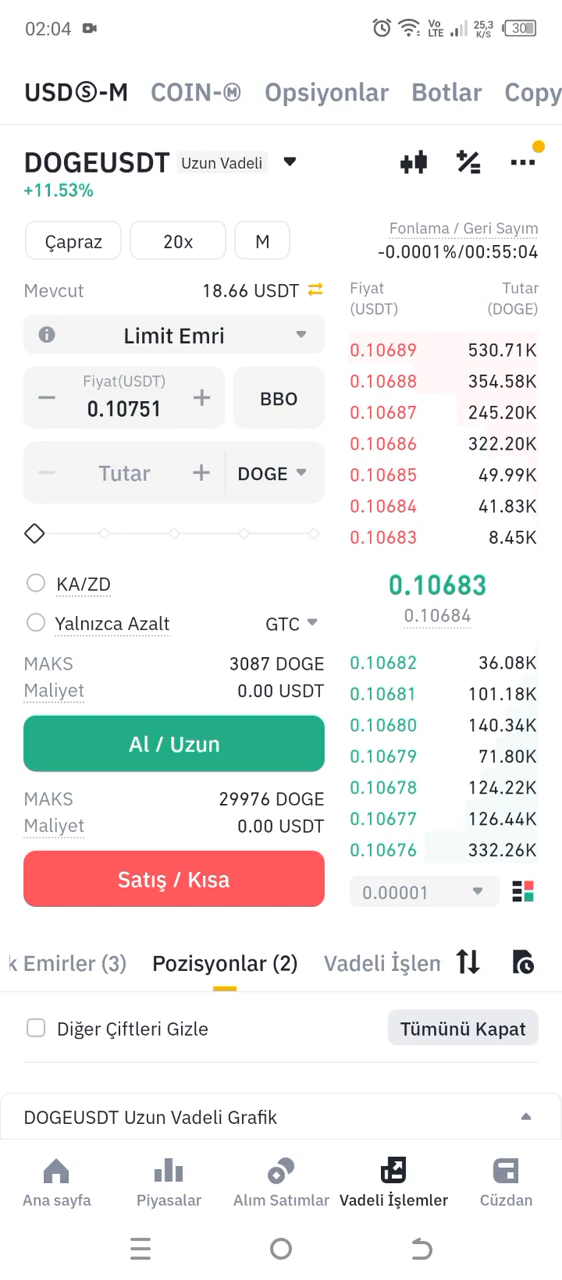 02:04
Vo LTE 25,3 K/S 30
USDⓈ-M COIN-Ⓜ Opsiyonlar Botlar Copy
DOGEUSDT Uzun Vadeli
+11.53%
Çapraz 20x M
Fonlama / Geri Sayım
-0.0001%/00:55:04
Mevcut 18.66 USDT
Fiyat (USDT) Tutar (DOGE)
Limit Emri
Fiyat(USDT)
0.10751
BBO
Tutar DOGE
0.10689 530.71K
0.10688 354.58K
0.10687 245.20K
0.10686 322.20K
0.10685 49.99K
0.10684 41.83K
0.10683 8.45K
KA/ZD
Yalnızca Azalt GTC
0.10683
0.10684
MAKS 3087 DOGE
Maliyet 0.00 USDT
Al / Uzun
MAKS 29976 DOGE
Maliyet 0.00 USDT
Satış / Kısa
0.10682 36.08K
0.10681 101.18K
0.10680 140.34K
0.10679 71.80K
0.10678 124.22K
0.10677 126.44K
0.10676 332.26K
0.00001
k Emirler (3) Pozisyonlar (2) Vadeli İşlem
Diğer Çiftleri Gizle Tümünü Kapat
DOGEUSDT Uzun Vadeli Grafik
Ana sayfa Piyasalar Alım Satımlar Vadeli İşlemler Cüzdan